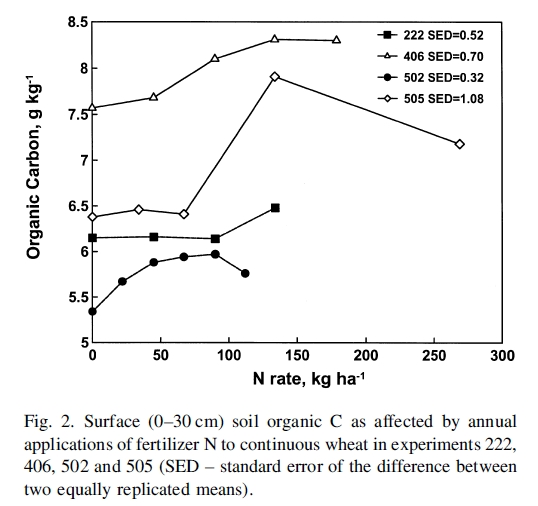 8.5
8
7.5
7
6.5
6
5.5
5
Organic Carbon, g kg-1
222 SED=0.52
406 SED=0.70
502 SED=0.32
505 SED=1.08
0 50 100 150 200 250 300
N rate, kg ha-1
Fig. 2. Surface (0–30 cm) soil organic C as affected by annual
applications of fertilizer N to continuous wheat in experiments 222,
406, 502 and 505 (SED – standard error of the difference between
two equally replicated means).